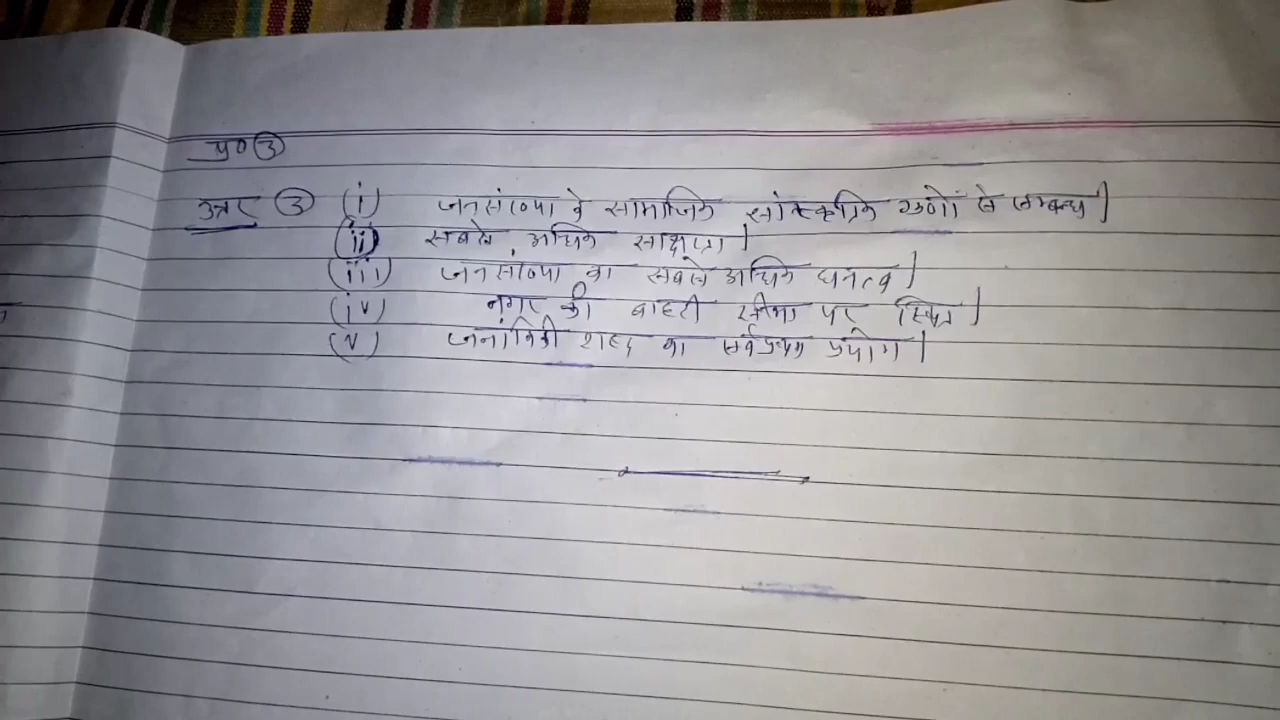 प्र० ③
उत्तर ③ (i) जनसंख्या के सामाजिक सांस्कृतिक गुणों से सम्बन्ध।
(ii) सबसे अधिक साक्षरता।
(iii) जनसंख्या का सबसे अधिक घनत्व।
(iv) नगर की बाहरी सीमा पर स्थित।
(v) जनांकिकी शब्द का सर्वप्रथम प्रयोग।